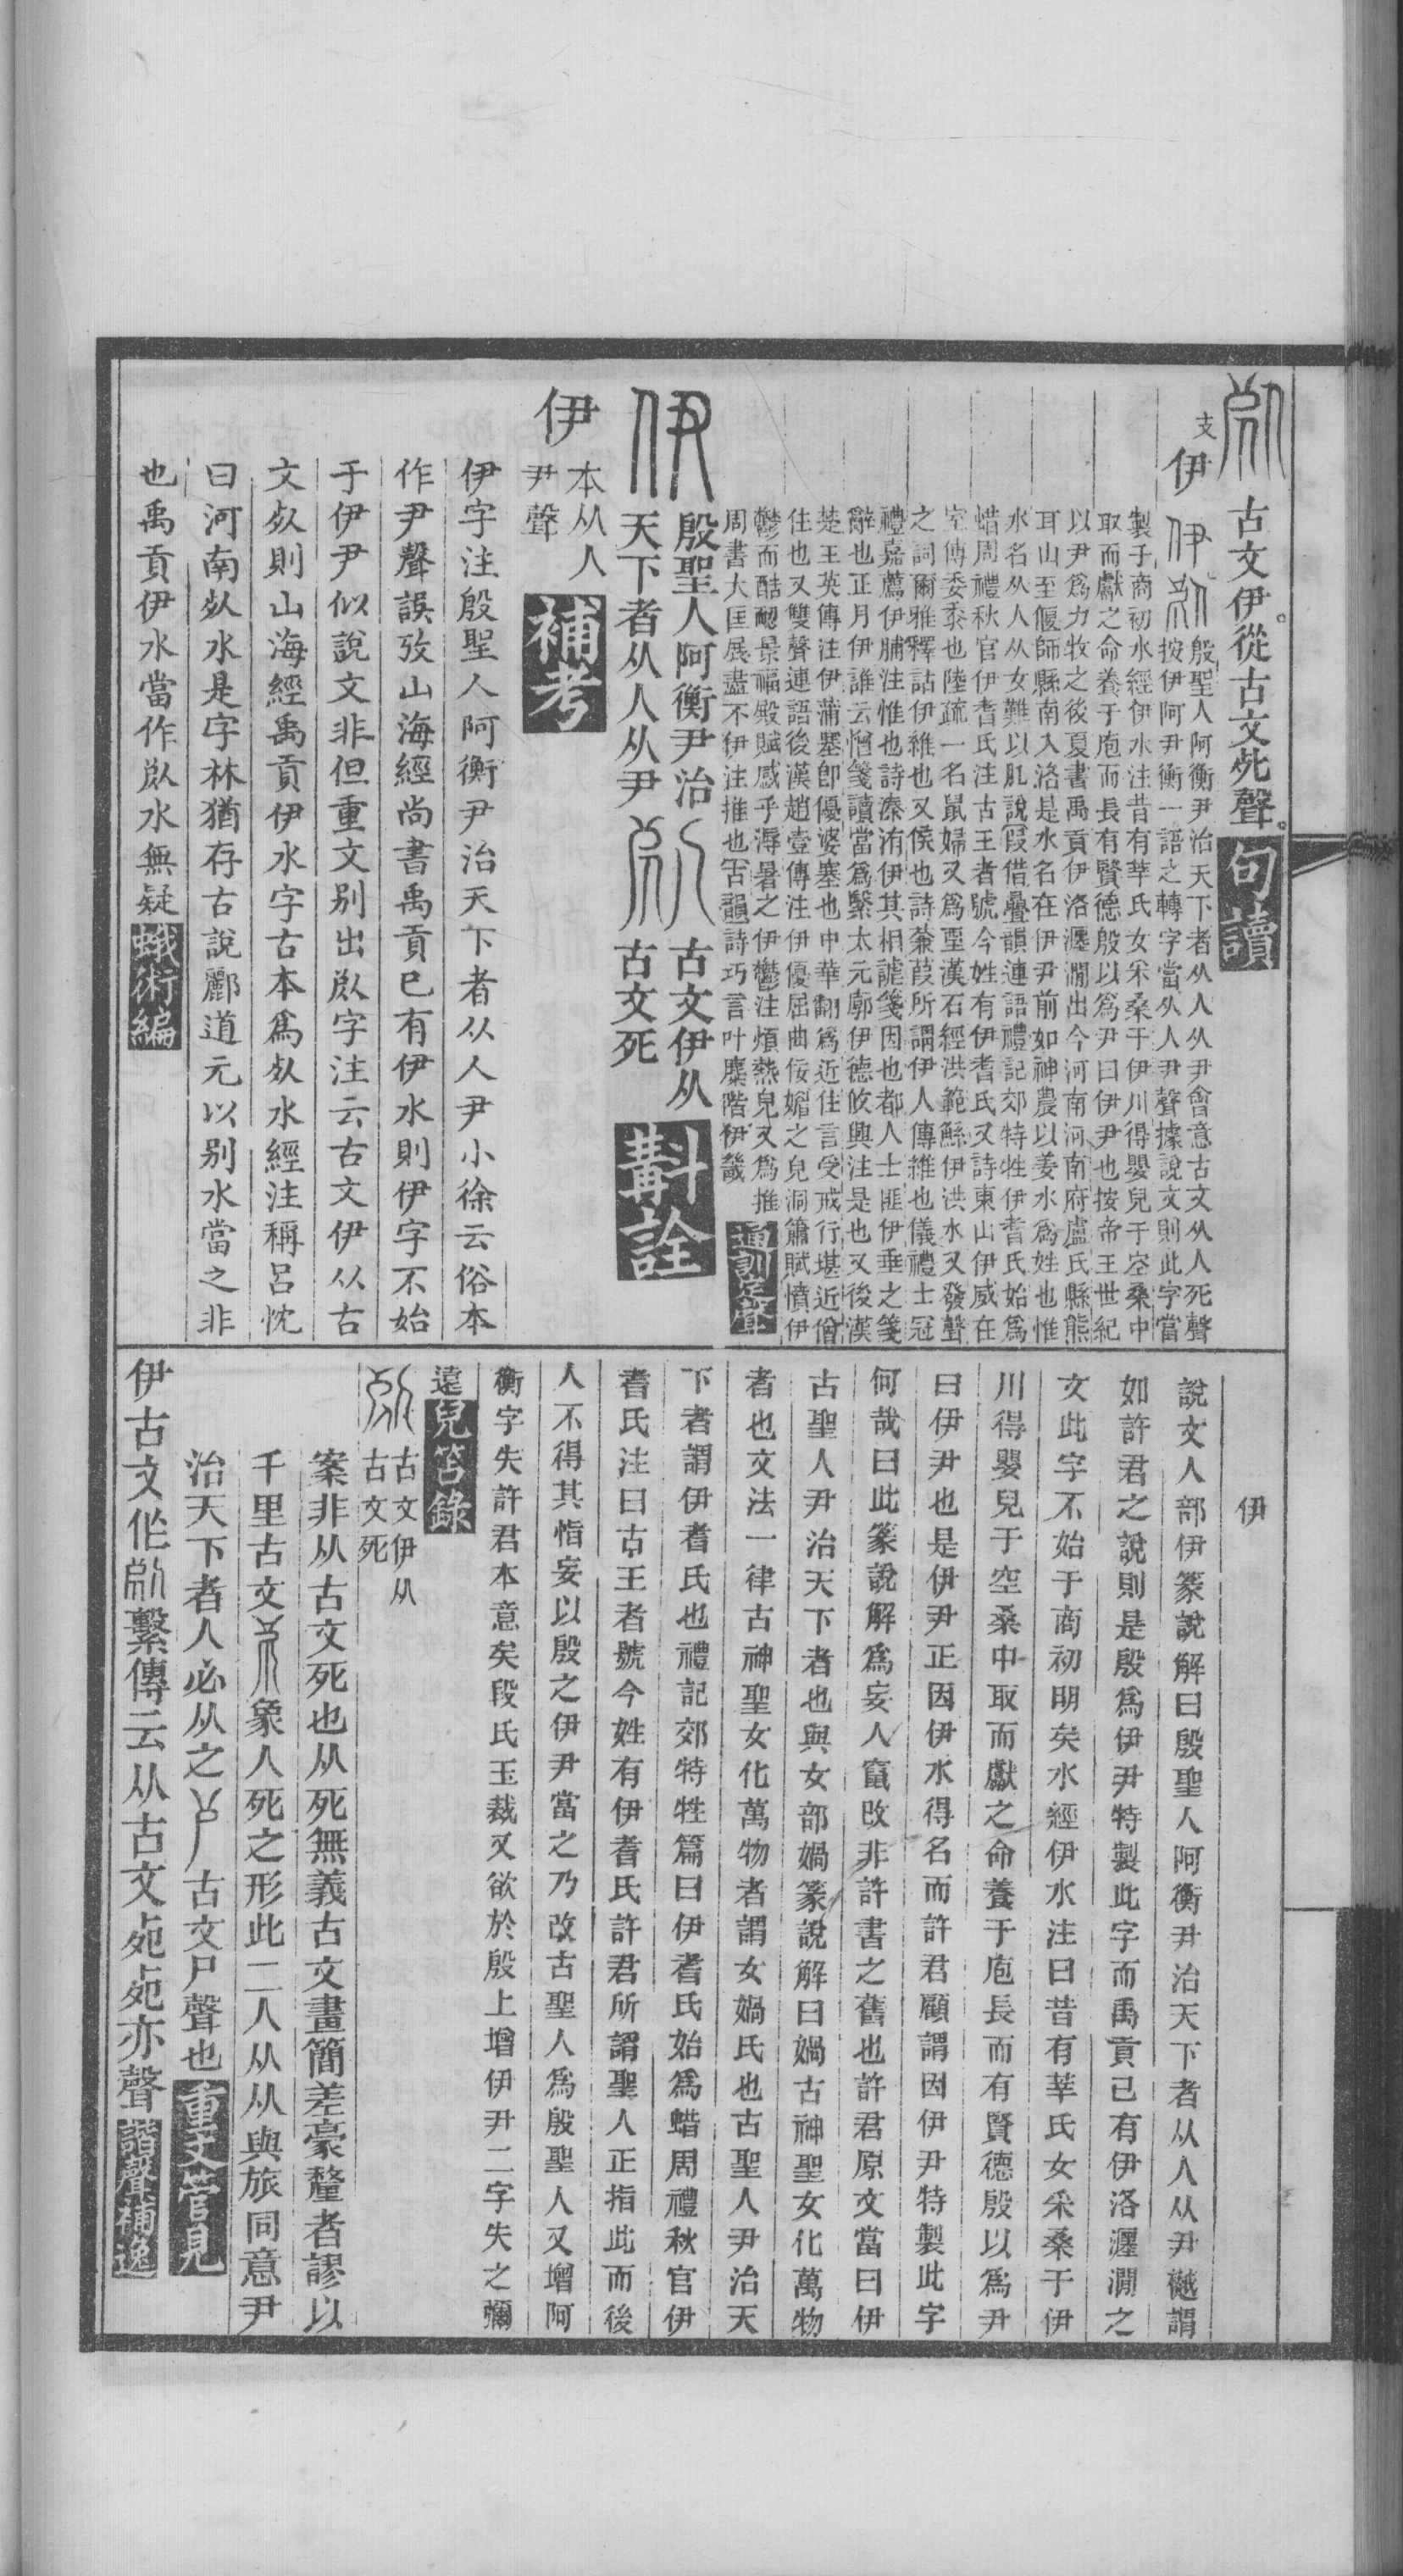 古文伊從古文𣦸聲。句讀
支
伊
殷聖人阿衡尹治天下者从人从尹會意古文从人死聲
按伊阿尹衡一語之轉字當从人尹聲據說文則此字當
製于商初水經伊水注昔有莘氏女采桑于伊川得嬰兒于空桑中
取而獻之命養于庖而長有賢德殷以爲尹曰伊尹也按帝王世紀
以尹爲力牧之後夏書禹貢伊洛瀍澗出今河南河南府盧氏縣熊
耳山至偃師縣南入洛是水名在伊尹前如神農以姜水爲姓也惟
水名从人从女難以肊說叚借疊韻連語禮記郊特牲伊耆氏始爲
蜡周禮秋官伊耆氏注古王者號今姓有伊耆氏又詩東山伊威在
室傳委黍也陸疏一名鼠婦又爲垔漢石經洪範鯀伊洪水又發聲
之詞爾雅釋詁伊維也又侯也詩蒹葭所謂伊人傳維也儀禮士冠
禮嘉薦伊脯注惟也詩溱洧伊其相謔箋因也都人士匪伊垂之箋
辭也正月伊誰云憎箋讀當爲繄太元廓伊德攸興注是也又後漢
楚王英傳注伊蒲塞卽優婆塞也中華翻爲近住言受戒行堪近僧
住也又雙聲連語後漢趙壹傳注伊優屈曲佞媚之皃洞簫賦憤伊
鬱而酷䣯景福殿賦感乎溽暑之伊鬱注煩熱皃又爲推
周書大匡展盡不伊注推也古韻詩巧言叶麋階伊幾通訓定聲
殷聖人阿衡尹治
天下者从人从尹
古文伊从
古文死
斠詮
伊
本从人
尹聲
補考
伊字注殷聖人阿衡尹治天下者从人尹小徐云俗本
作尹聲誤攷山海經尚書禹貢已有伊水則伊字不始
于伊尹似說文非但重文別出𠈮字注云古文伊从古
文𣦸則山海經禹貢伊水字古本爲𣦸水經注稱呂忱
曰河南𣦸水是字林猶存古說酈道元以別水當之非
也禹貢伊水當作𠈮水無疑蛾術編
伊
說文人部伊篆說解曰殷聖人阿衡尹治天下者从人从尹樾謂
如許君之說則是殷爲伊尹特製此字而禹貢已有伊洛瀍澗之
文此字不始于商初明矣水經伊水注曰昔有莘氏女采桑于伊
川得嬰兒于空桑中取而獻之命養于庖長而有賢德殷以爲尹
曰伊尹也是伊尹正因伊水得名而許君顧謂因伊尹特製此字
何哉曰此篆說解爲妄人竄改非許書之舊也許君原文當曰伊
古聖人尹治天下者也與女部媧篆說解曰媧古神聖女化萬物
者也文法一律古神聖女化萬物者謂女媧氏也古聖人尹治天
下者謂伊耆氏也禮記郊特牲篇曰伊耆氏始爲蜡周禮秋官伊
耆氏注曰古王者號今姓有伊耆氏許君所謂聖人正指此而後
人不得其恉妄以殷之伊尹當之乃改古聖人爲殷聖人又增阿
衡字失許君本意矣段氏玉裁又欲於殷上增伊尹二字失之彌
遠兒笘錄
古文伊从
古文死
案非从古文死也从死無義古文畫簡差豪釐者謬以
千里古文象人死之形此二人从从與旅同意尹
治天下者人必从之古文尸聲也重文管見
伊古文作𠈮繫傳云从古文𣦸𣦸亦聲諧聲補逸